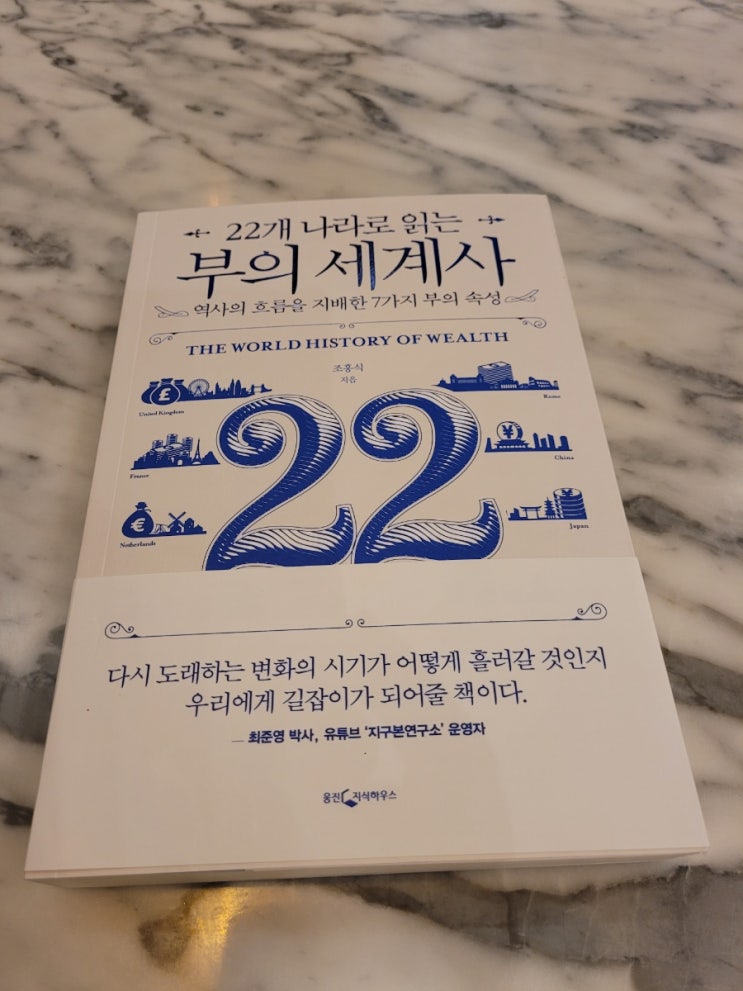 22개 나라로 읽는
부의 세계사
역사의 흐름을 지배한 7가지 부의 속성
THE WORLD HISTORY OF WEALTH
조홍식
지음
£
United Kingdom
Rome
22
France
¥
China
€
Netherlands
¥
Japan
다시 도래하는 변화의 시기가 어떻게 흘러갈 것인지
우리에게 길잡이가 되어줄 책이다.
— 최준영 박사, 유튜브 '지구본연구소' 운영자
웅진 지식하우스